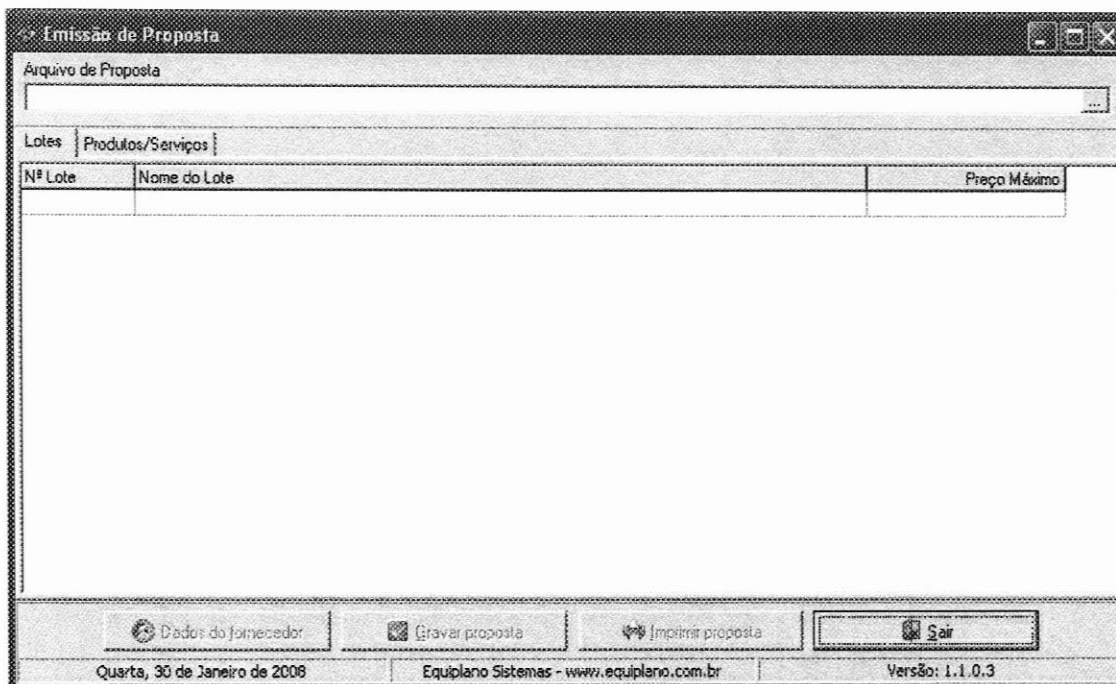 Emissão de Proposta
Arquivo de Proposta
...
Lotes Produtos/Serviços
Nº Lote Nome do Lote Preço Máximo
Dados do fornecedor Gravar proposta Imprimir proposta Sair
Quarta, 30 de Janeiro de 2008 Equiplano Sistemas - www.equiplano.com.br Versão: 1.1.0.3